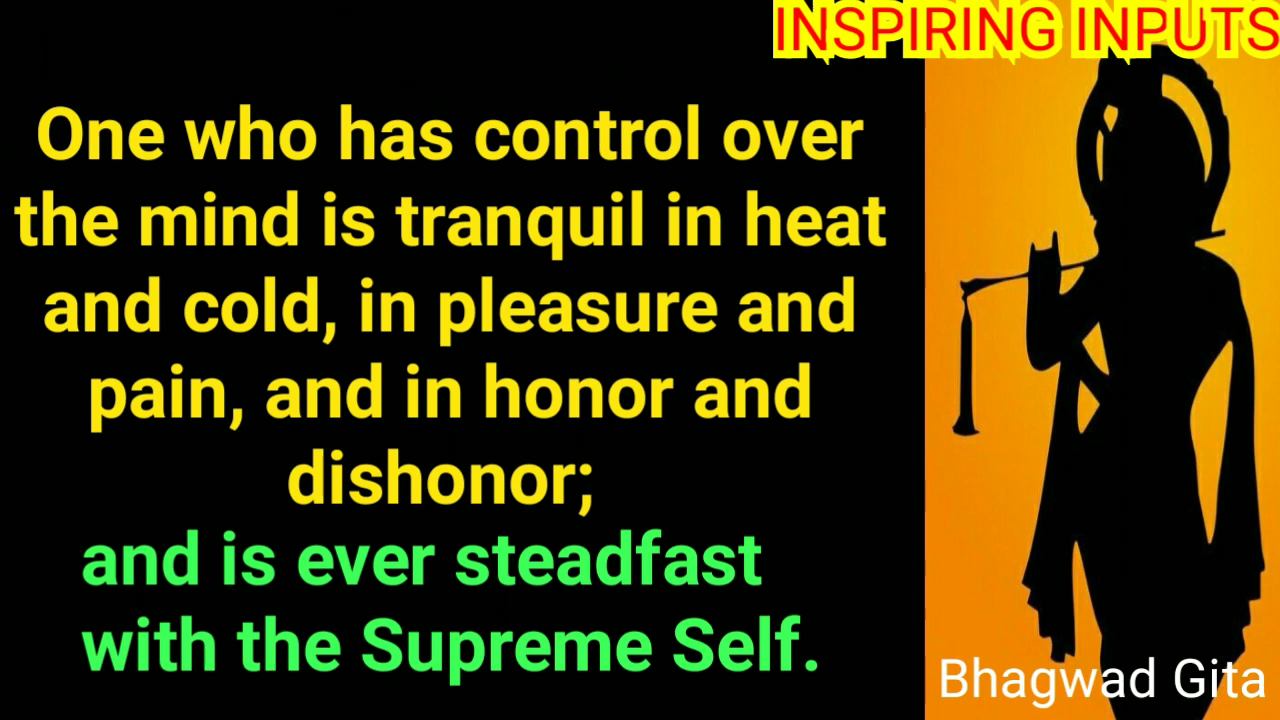 INSPIRING INPUTS
One who has control over
the mind is tranquil in heat
and cold, in pleasure and
pain, and in honor and
dishonor;
and is ever steadfast
with the Supreme Self.
Bhagwad Gita